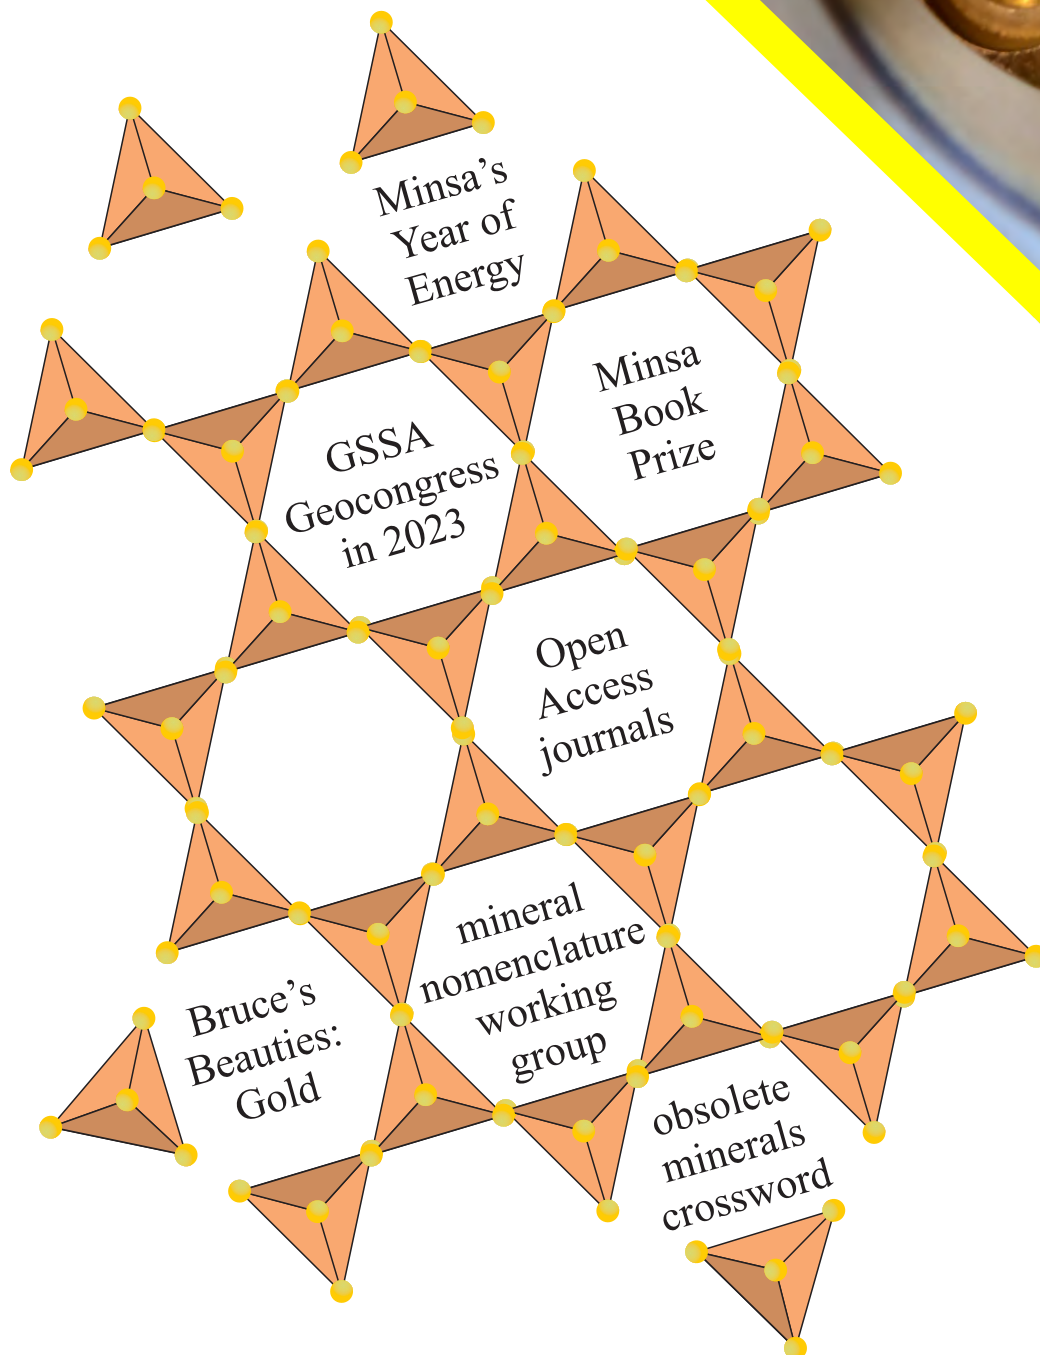 Minsa's
Year of
Energy
Minsa
Book
Prize
GSSA
Geocongress
in 2023
Open
Access
journals
mineral
nomenclature
working
group
Bruce's
Beauties:
Gold
obsolete
minerals
crossword